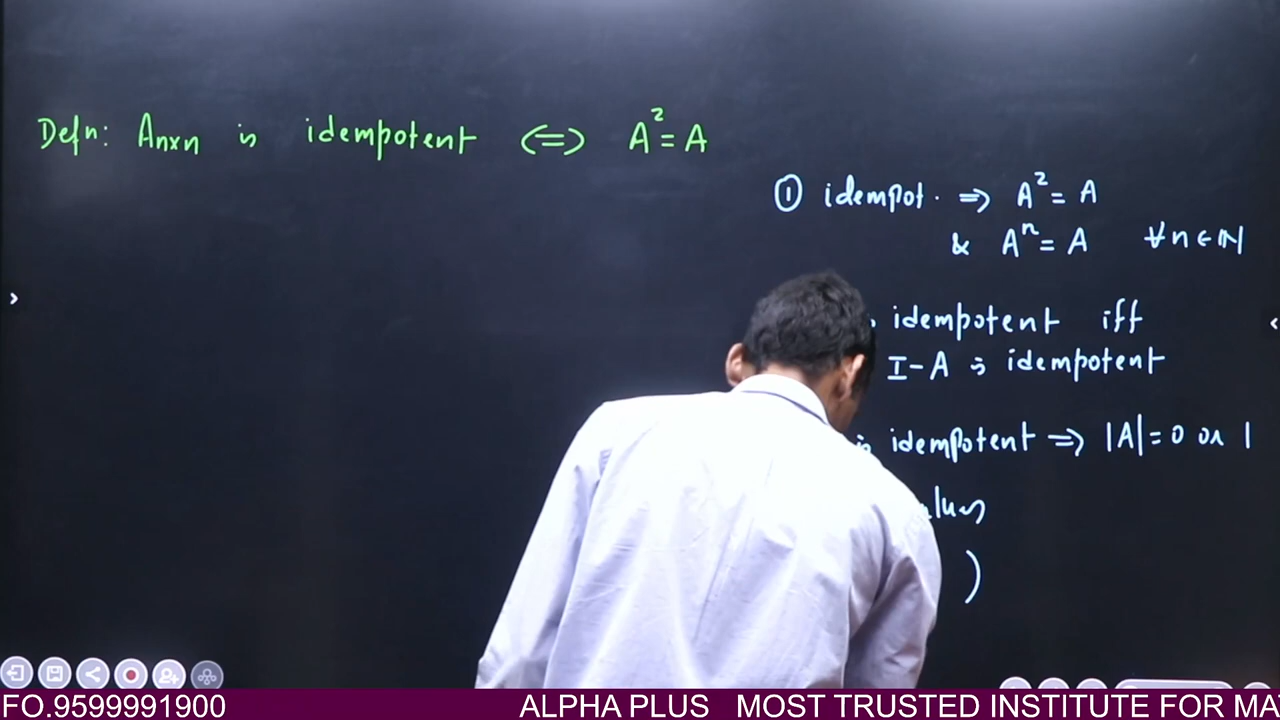 Defn: Anxn is idempotent <=> A² = A
① idempot. => A² = A
& Aⁿ = A ∀n∈ℕ
idempotent iff
I-A is idempotent
is idempotent => |A| = 0 or 1
)
FO.9599991900 ALPHA PLUS MOST TRUSTED INSTITUTE FOR MA